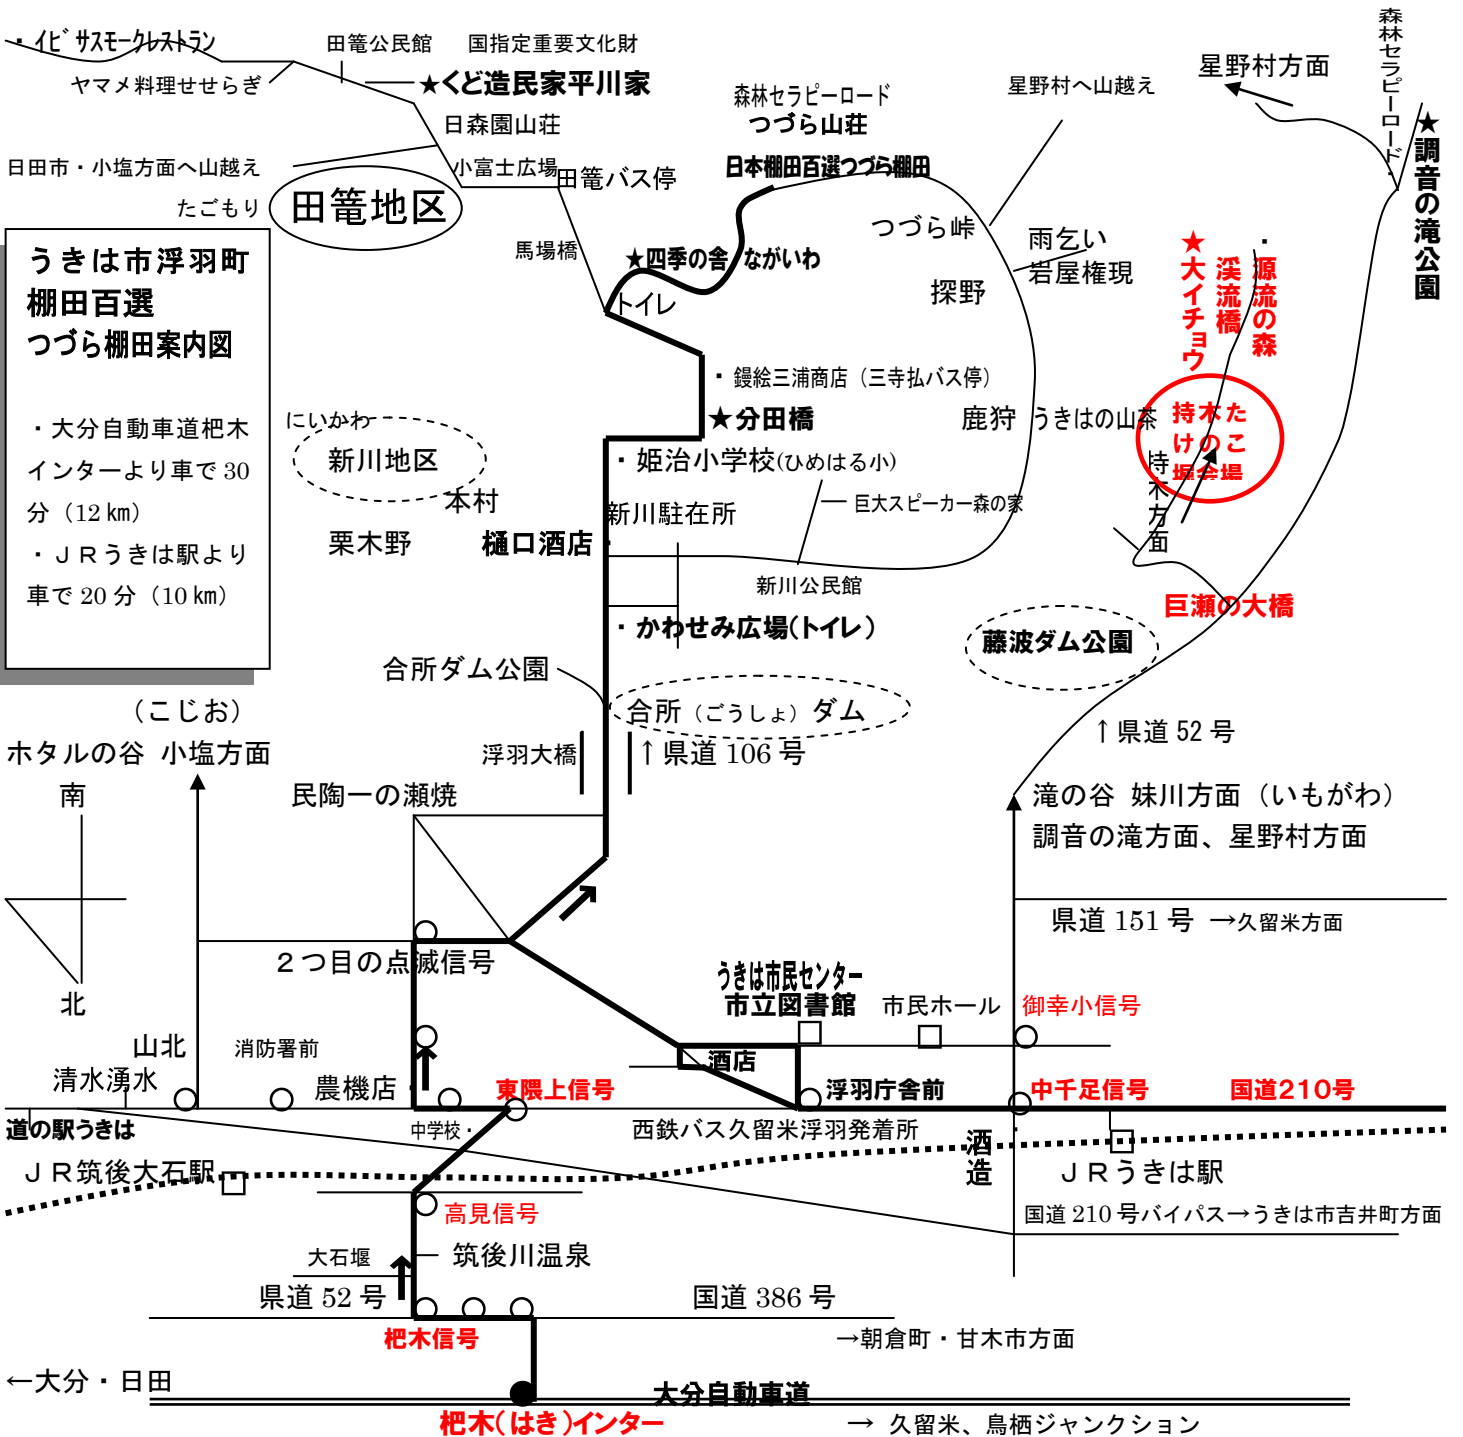 ・イビサスモークレストラン
田篭公民館
国指定重要文化財
ヤマメ料理せせらぎ
★くど造民家平川家
日森園山荘
日田市・小塩方面へ山越え
小富士広場
田篭バス停
たごもり
田篭地区
馬場橋
森林セラピーロード
つづら山荘
日本棚田百選つづら棚田
星野村へ山越え
星野村方面
森林セラピーロード・
★調音の滝公園
つづら峠
雨乞い
岩屋権現
探野
★四季の舎 ながいわ
トイレ
★大イチョウ
渓流橋
・源流の森
うきは市浮羽町
棚田百選
つづら棚田案内図
・大分自動車道杷木
インターより車で 30
分（12 ㎞）
・ＪＲうきは駅より
車で 20 分（10 ㎞）
・鏝絵三浦商店（三寺払バス停）
★分田橋
鹿狩
うきはの山茶
持木た
けのこ
堀会場
持木方面
にいかわ
新川地区
・姫治小学校(ひめはる小)
本村
新川駐在所
巨大スピーカー森の家
栗木野
樋口酒店・
新川公民館
巨瀬の大橋
・かわせみ広場(トイレ)
藤波ダム公園
合所ダム公園
合所（ごうしょ）ダム
（こじお）
ホタルの谷 小塩方面
浮羽大橋
↑県道 106 号
↑県道 52 号
南
民陶一の瀬焼
滝の谷 妹川方面（いもがわ）
調音の滝方面、星野村方面
県道 151 号 →久留米方面
２つ目の点滅信号
北
うきは市民センター
市立図書館
市民ホール
御幸小信号
山北
消防署前
酒店
清水湧水
農機店・
東隈上信号
浮羽庁舎前
中千足信号
国道210号
道の駅うきは
中学校・
西鉄バス久留米浮羽発着所
酒造・
ＪＲ筑後大石駅
ＪＲうきは駅
高見信号
国道 210 号バイパス→うきは市吉井町方面
大石堰
筑後川温泉
県道 52 号
国道 386 号
杷木信号
→朝倉町・甘木市方面
←大分・日田
大分自動車道
杷木(はき)インター
→ 久留米、鳥栖ジャンクション